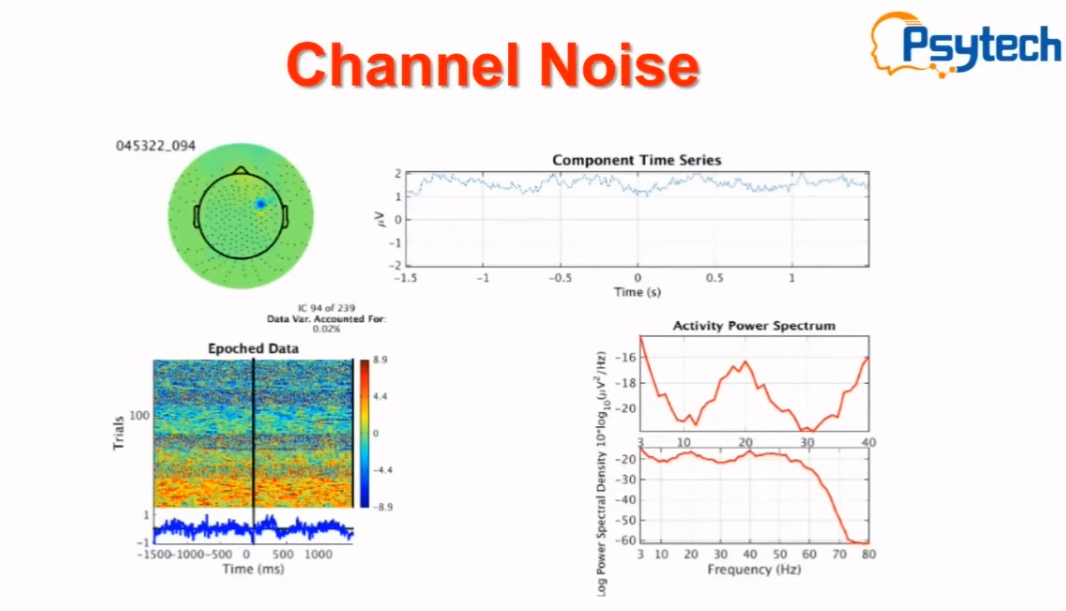 Channel Noise
Psytech
045322_094
IC 94 of 239
Data Var. Accounted For:
0.02%
Component Time Series
μV
2
1
0
-1
-2
-1.5 -1 -0.5 0 0.5 1
Time (s)
Epoched Data
Trials
100
8.9
4.4
0
-4.4
-8.9
1
-1
-1500-1000-500 0 500 1000
Time (ms)
Activity Power Spectrum
Log Power Spectral Density 10*log10(μV2/Hz)
-16
-18
-20
3 10 20 30 40
-20
-30
-40
-50
-60
3 10 20 30 40 50 60 70 80
Frequency (Hz)